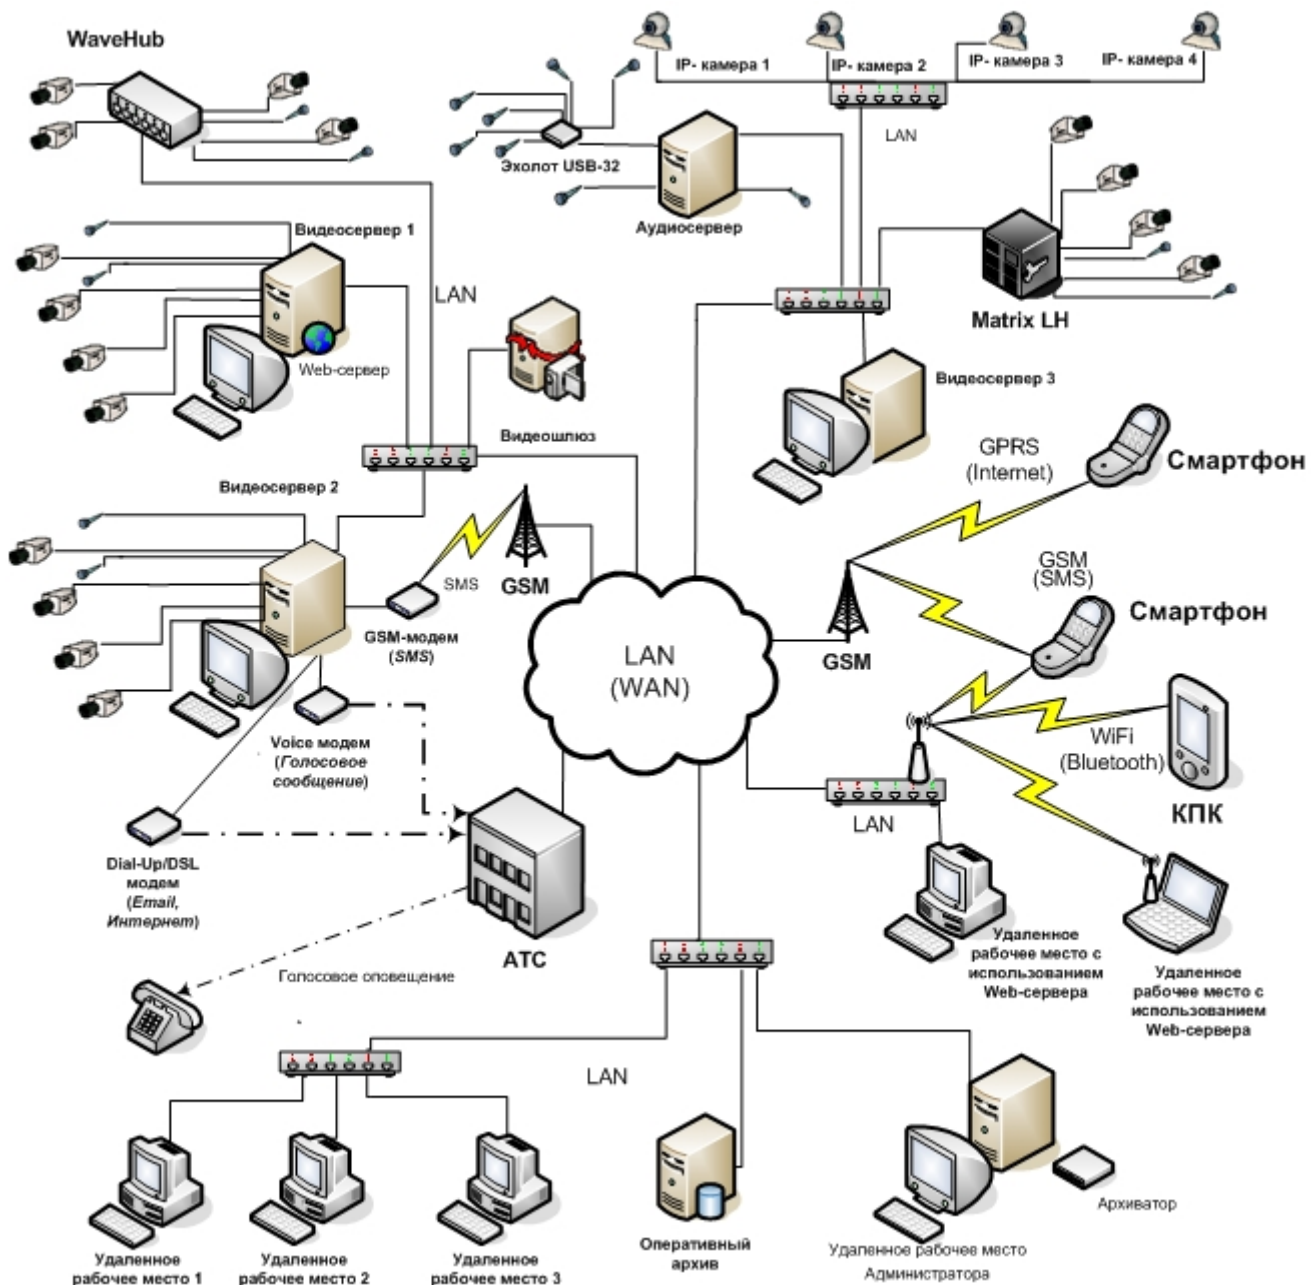 WaveHub
IP- камера 1
IP- камера 2
IP- камера 3
IP- камера 4
LAN
Эхолот USB-32
Аудиосервер
Видеосервер 1
LAN
Web-сервер
Matrix LH
Видеосервер 3
Видеошлюз
GPRS
(Internet)
Смартфон
Видеосервер 2
SMS
GSM
GSM-модем
(SMS)
GSM
(SMS)
Смартфон
LAN
(WAN)
GSM
Voice модем
(Голосовое
сообщение)
WiFi
(Bluetooth)
КПК
LAN
Dial-Up/DSL
модем
(Email,
Интернет)
АТС
Голосовое оповещение
Удаленное
рабочее место с
использованием
Web-сервера
Удаленное
рабочее место с
использованием
Web-сервера
LAN
Архиватор
Оперативный
архив
Удаленное рабочее место
Администратора
Удаленное
рабочее место 1
Удаленное
рабочее место 2
Удаленное
рабочее место 3